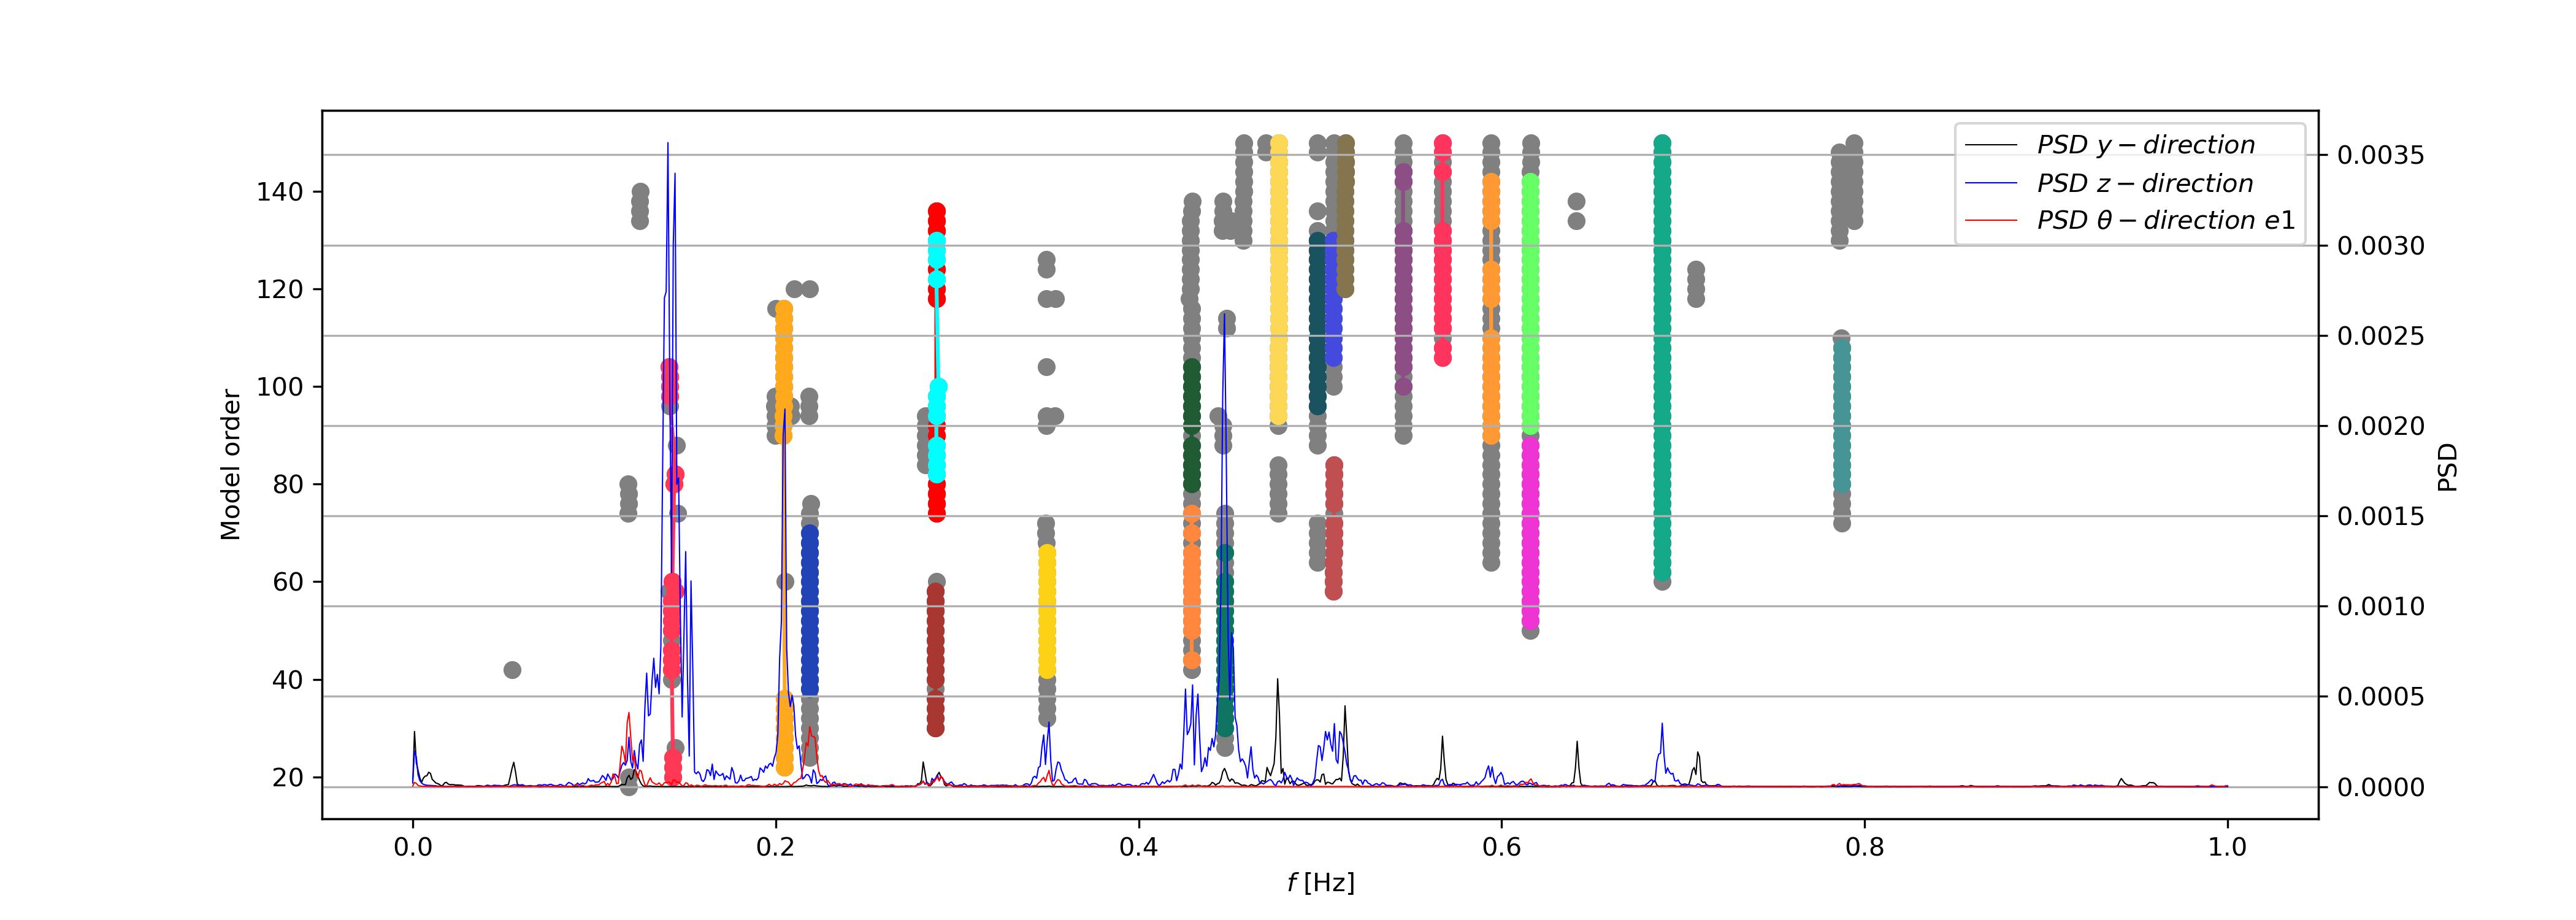 PSD y − direction
PSD z − direction
PSD θ − direction e1
Model order
140
120
100
80
60
40
20
0.0035
0.0030
0.0025
0.0020
0.0015
0.0010
0.0005
0.0000
PSD
0.0 0.2 0.4 0.6 0.8 1.0
f [Hz]